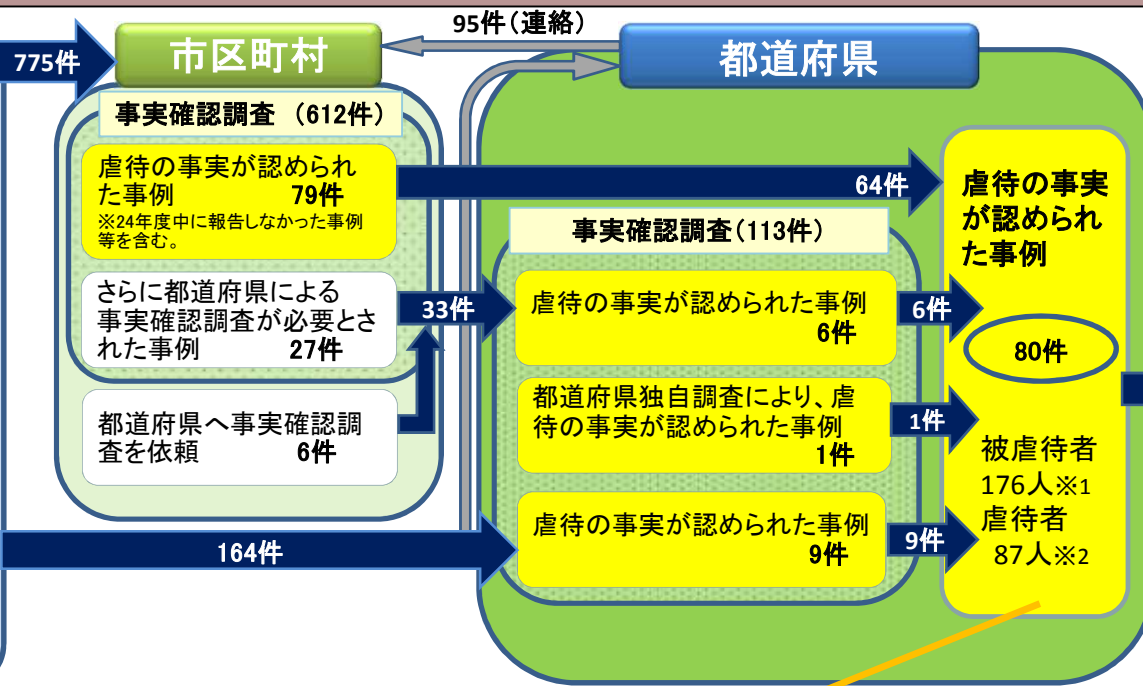 95件(連絡)
775件
市区町村
都道府県
事実確認調査 (612件)
虐待の事実が認められ
た事例 79件
※24年度中に報告しなかった事例
等を含む。
64件
さらに都道府県による
事実確認調査が必要とさ
れた事例 27件
33件
都道府県へ事実確認調
査を依頼 6件
164件
事実確認調査(113件)
虐待の事実が認められた事例
6件
6件
都道府県独自調査により、虐
待の事実が認められた事例
1件
1件
虐待の事実が認められた事例
9件
9件
虐待の事実
が認められ
た事例
80件
被虐待者
176人※1
虐待者
87人※2